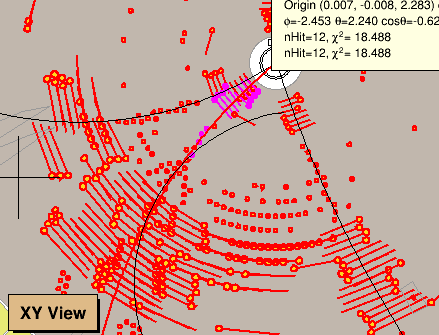 Origin (0.007, -0.008, 2.283)
ϕ=-2.453 θ=2.240 cosθ=-0.62
nHit=12, χ²= 18.488
nHit=12, χ²= 18.488
XY View